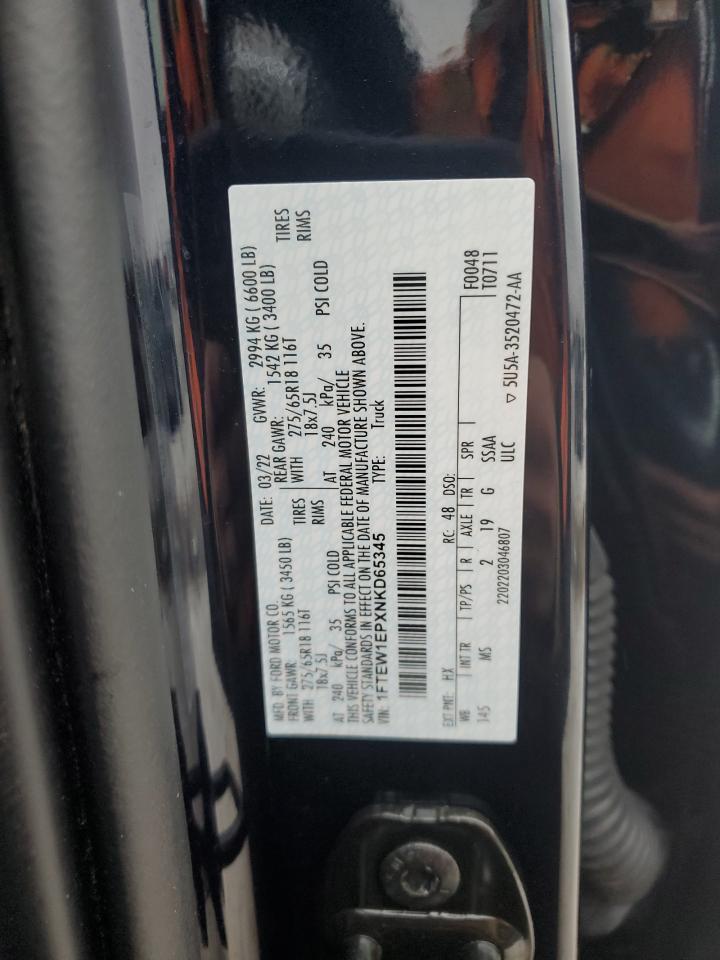 MFD. BY FORD MOTOR CO. DATE: 03/22 GVWR: 2994 KG ( 6600 LB)
FRONT GAWR: 1565 KG (3450 LB) REAR GAWR: 1542 KG ( 3400 LB)
WITH 275/65R18 116T TIRES WITH 275/65R18 116T TIRES
18x7.5J RIMS 18x7.5J RIMS
AT 240 kPa/ 35 PSI COLD AT 240 kPa/ 35 PSI COLD
THIS VEHICLE CONFORMS TO ALL APPLICABLE FEDERAL MOTOR VEHICLE
SAFETY STANDARDS IN EFFECT ON THE DATE OF MANUFACTURE SHOWN ABOVE.
VIN: 1FTEW1EPXNKD65345 TYPE: Truck
EXT PNT: HX RC: 48 DSO: F0048
WB INT TR TP/PS R AXLE TR SPR T0711
145 MS 2 19 G SSAA
2202203046807 ULC ▽ 5U5A-3520472-AA